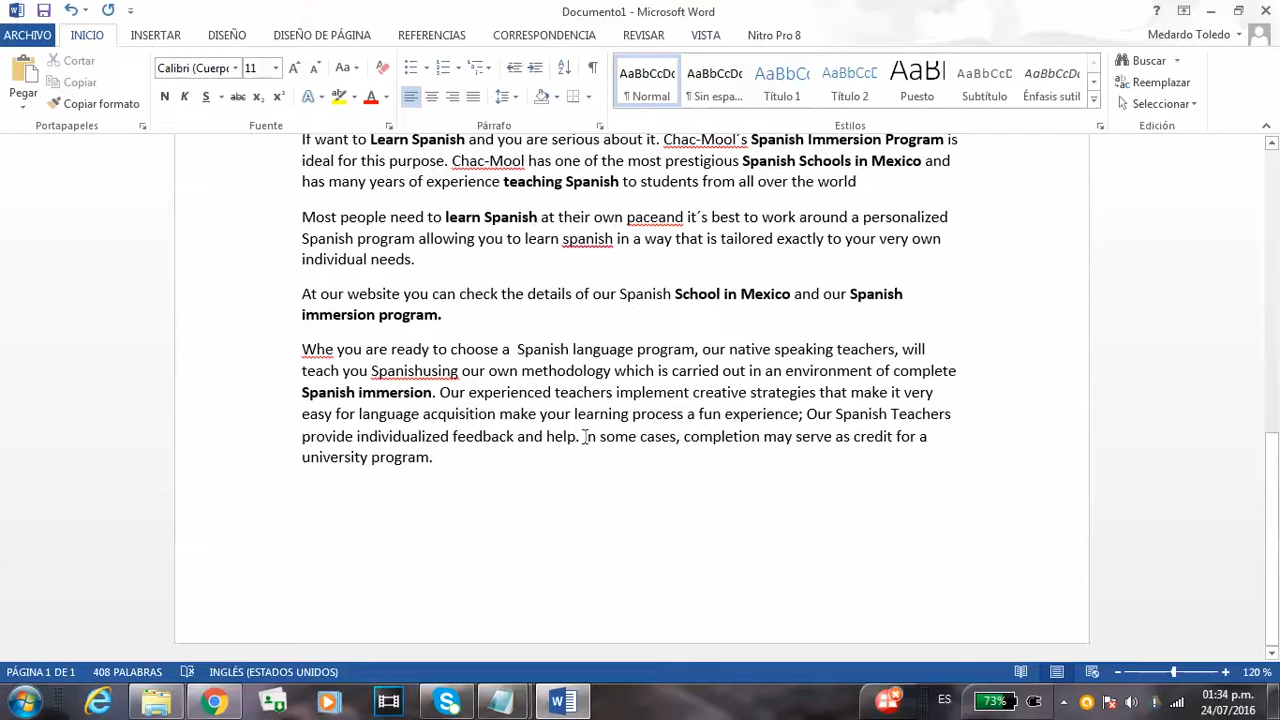 Documento1 - Microsoft Word
?
ARCHIVO INICIO INSERTAR DISEÑO DISEÑO DE PÁGINA REFERENCIAS CORRESPONDENCIA REVISAR VISTA Nitro Pro 8 Medardo Toledo
Pegar
Cortar
Copiar
Copiar formato
Portapapeles
Calibri (Cuerpo 11 Aa
N K S abc x₂ x² A A
Fuente
Párrafo
AaBbCcDc AaBbCcDc AaBbC AaBbCcD AaBl AaBbCcD AaBbCcDc
¶ Normal ¶ Sin espa... Título 1 Título 2 Puesto Subtítulo Énfasis sutil
Estilos
Buscar
Reemplazar
Seleccionar
Edición
If want to Learn Spanish and you are serious about it. Chac-Mool´s Spanish Immersion Program is
ideal for this purpose. Chac-Mool has one of the most prestigious Spanish Schools in Mexico and
has many years of experience teaching Spanish to students from all over the world
Most people need to learn Spanish at their own paceand it´s best to work around a personalized
Spanish program allowing you to learn spanish in a way that is tailored exactly to your very own
individual needs.
At our website you can check the details of our Spanish School in Mexico and our Spanish
immersion program.
Whe you are ready to choose a  Spanish language program, our native speaking teachers, will
teach you Spanishusing our own methodology which is carried out in an environment of complete
Spanish immersion. Our experienced teachers implement creative strategies that make it very
easy for language acquisition make your learning process a fun experience; Our Spanish Teachers
provide individualized feedback and help. In some cases, completion may serve as credit for a
university program.
PÁGINA 1 DE 1 408 PALABRAS INGLÉS (ESTADOS UNIDOS) 120 %
ES 73% 01:34 p.m.
24/07/2016